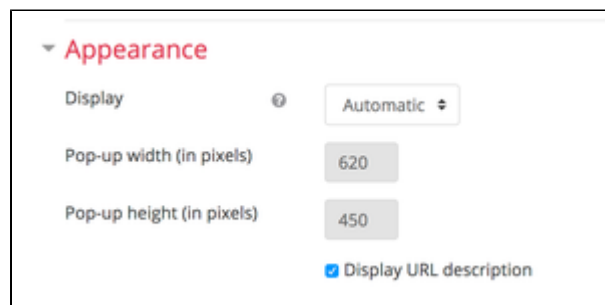 Appearance
Display Automatic
Pop-up width (in pixels) 620
Pop-up height (in pixels) 450
Display URL description